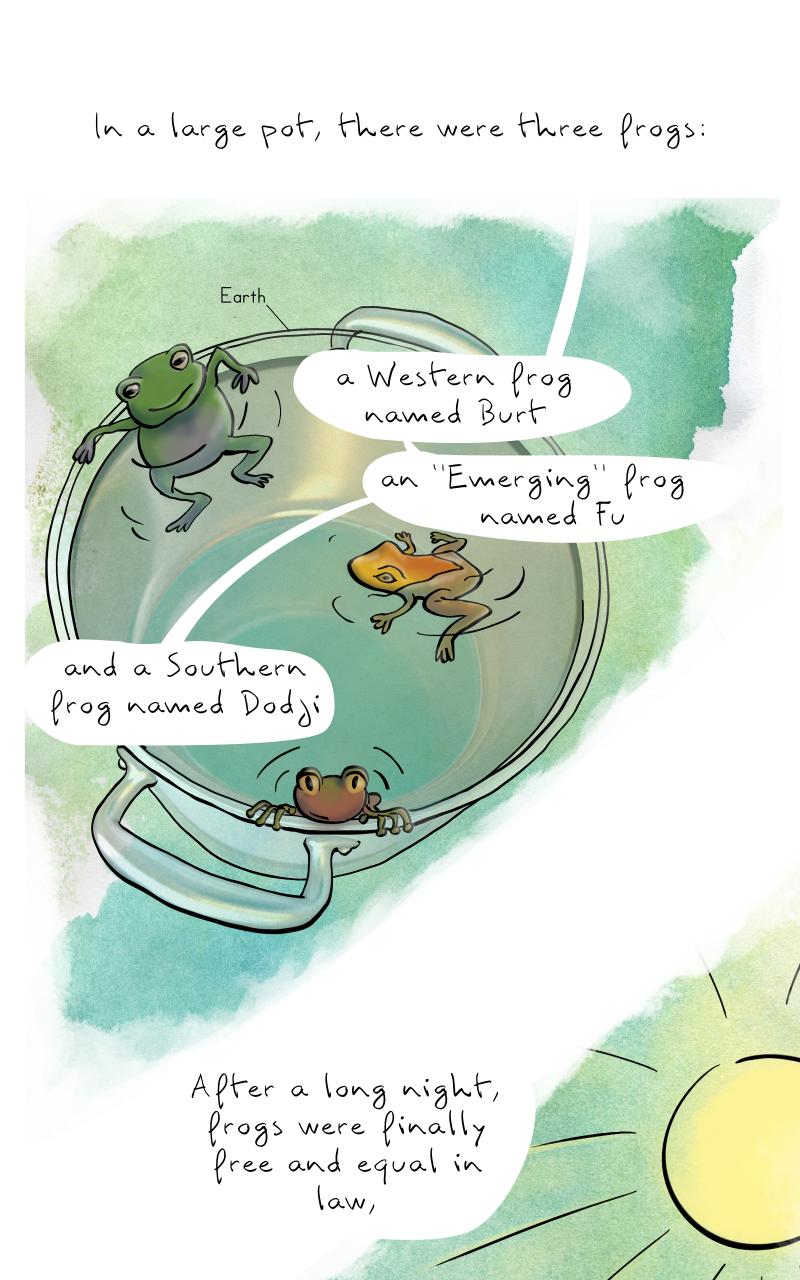 In a large pot, there were three frogs:
Earth
a Western frog
named Burt
an "Emerging" frog
named Fu
and a Southern
frog named Dodji
After a long night,
frogs were finally
free and equal in
law,